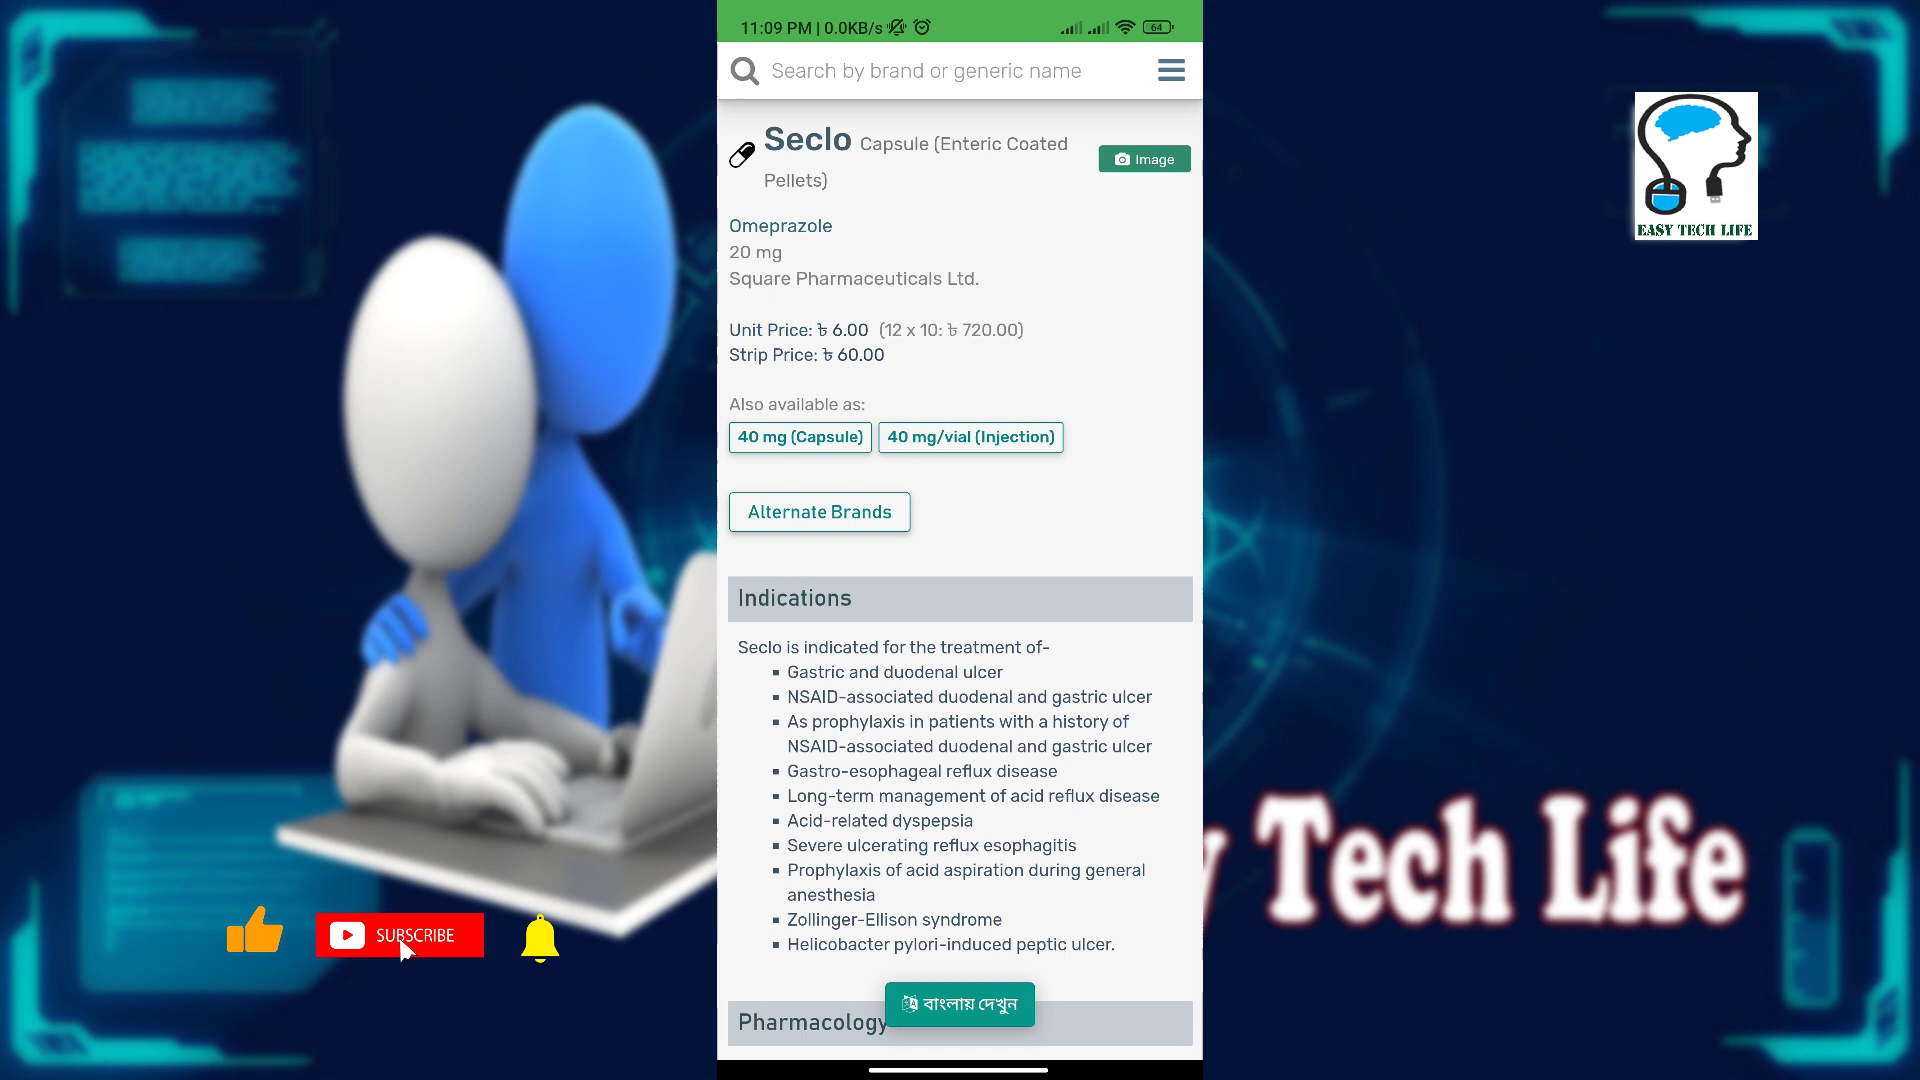 11:09 PM | 0.0KB/s
64
Search by brand or generic name
Seclo Capsule (Enteric Coated
Pellets)
Image
Omeprazole
20 mg
Square Pharmaceuticals Ltd.
Unit Price: ৳ 6.00 (12 x 10: ৳ 720.00)
Strip Price: ৳ 60.00
Also available as:
40 mg (Capsule) 40 mg/vial (Injection)
Alternate Brands
Indications
Seclo is indicated for the treatment of-
▪ Gastric and duodenal ulcer
▪ NSAID-associated duodenal and gastric ulcer
▪ As prophylaxis in patients with a history of
NSAID-associated duodenal and gastric ulcer
▪ Gastro-esophageal reflux disease
▪ Long-term management of acid reflux disease
▪ Acid-related dyspepsia
▪ Severe ulcerating reflux esophagitis
▪ Prophylaxis of acid aspiration during general
anesthesia
▪ Zollinger-Ellison syndrome
▪ Helicobacter pylori-induced peptic ulcer.
বাংলায় দেখুন
Pharmacology
EASY TECH LIFE
y Tech Life
SUBSCRIBE